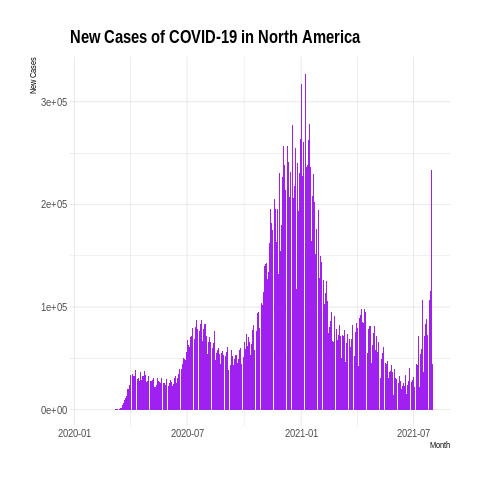 New Cases of COVID-19 in North America
New Cases
3e+05
2e+05
1e+05
0e+00
2020-01 2020-07 2021-01 2021-07
Month